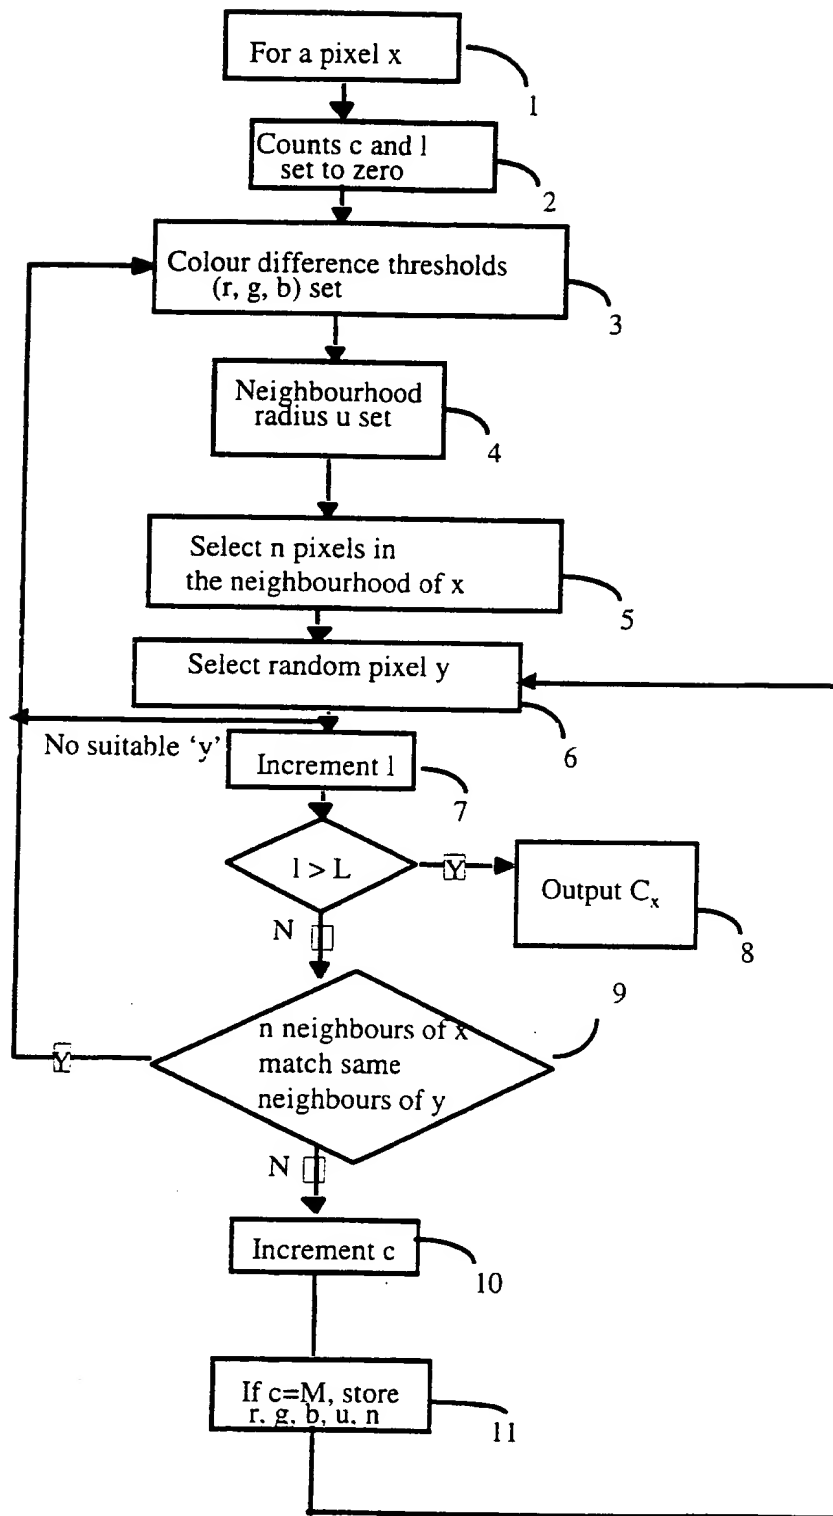 For a pixel x
1
Counts c and l
set to zero
2
Colour difference thresholds
(r, g, b) set
3
Neighbourhood
radius u set
4
Select n pixels in
the neighbourhood of x
5
Select random pixel y
6
No suitable ‘y’
Increment l
7
l > L
Y
Output Cx
8
N
9
n neighbours of x
match same
neighbours of y
Y
N
Increment c
10
If c=M, store
r, g, b, u, n
11